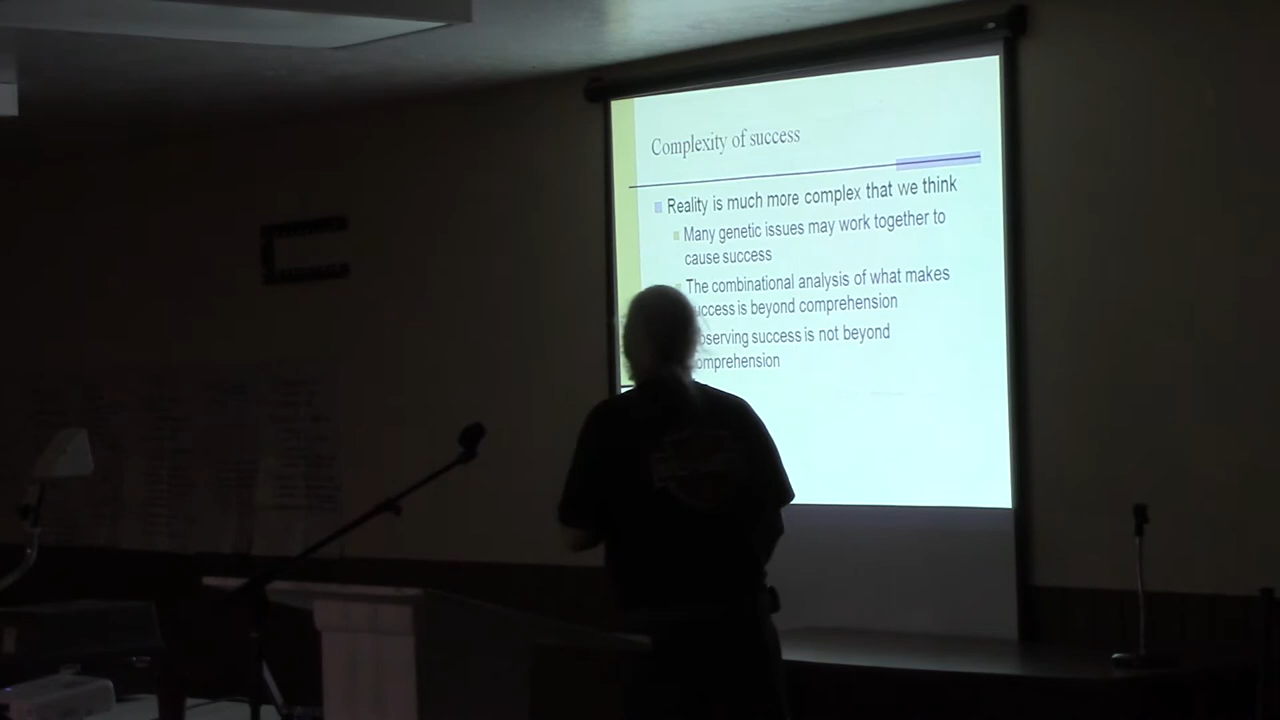 Complexity of success
Reality is much more complex that we think
Many genetic issues may work together to
cause success
The combinational analysis of what makes
success is beyond comprehension
observing success is not beyond
comprehension